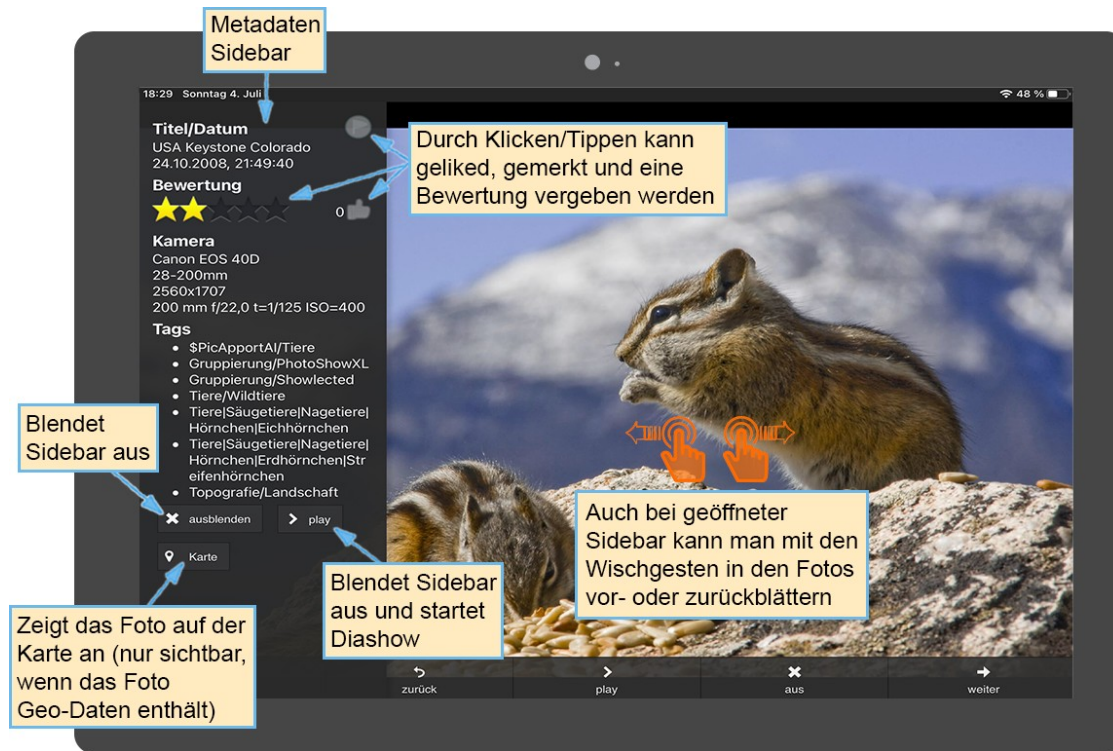 Metadaten
Sidebar
18:29 Sonntag 4. Juli
48 %
Titel/Datum
USA Keystone Colorado
24.10.2008, 21:49:40
Durch Klicken/Tippen kann
geliked, gemerkt und eine
Bewertung vergeben werden
Bewertung
0
Kamera
Canon EOS 40D
28-200mm
2560x1707
200 mm f/22,0 t=1/125 ISO=400
Tags
• $PicApportAI/Tiere
• Gruppierung/PhotoShowXL
• Gruppierung/Showlected
• Tiere/Wildtiere
• Tiere|Säugetiere|Nagetiere|
Hörnchen|Eichhörnchen
• Tiere|Säugetiere|Nagetiere|
Hörnchen|Erdhörnchen|Str
eifenhörnchen
• Topografie/Landschaft
Blendet
Sidebar aus
ausblenden
play
Karte
Auch bei geöffneter
Sidebar kann man mit den
Wischgesten in den Fotos
vor- oder zurückblättern
Blendet Sidebar
aus und startet
Diashow
Zeigt das Foto auf der
Karte an (nur sichtbar,
wenn das Foto
Geo-Daten enthält)
zurück
play
aus
weiter